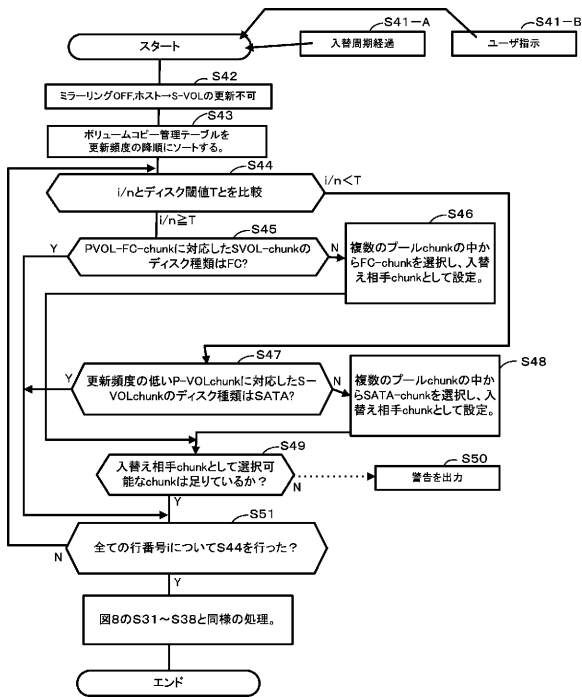 S41-A
S41-B
スタート
入替周期経過
ユーザ指示
S42
ミラーリングOFF,ホスト→S-VOLの更新不可
S43
ボリュームコピー管理テーブルを
更新頻度の降順にソートする。
S44
i/nとディスク閾値Tとを比較
i/n<T
i/n≧T
S45
S46
Y
PVOL-FC-chunkに対応したSVOL-chunkの
ディスク種類はFC?
N
複数のプールchunkの中か
らFC-chunkを選択し、入替
え相手chunkとして設定。
S47
S48
Y
更新頻度の低いP-VOLchunkに対応したS-
VOLchunkのディスク種類はSATA?
N
複数のプールchunkの中か
らSATA-chunkを選択し、入
替え相手chunkとして設定。
S49
入替え相手chunkとして選択可
能なchunkは足りているか?
N
S50
警告を出力
Y
S51
全ての行番号iについてS44を行った?
N
Y
図8のS31~S38と同様の処理。
エンド